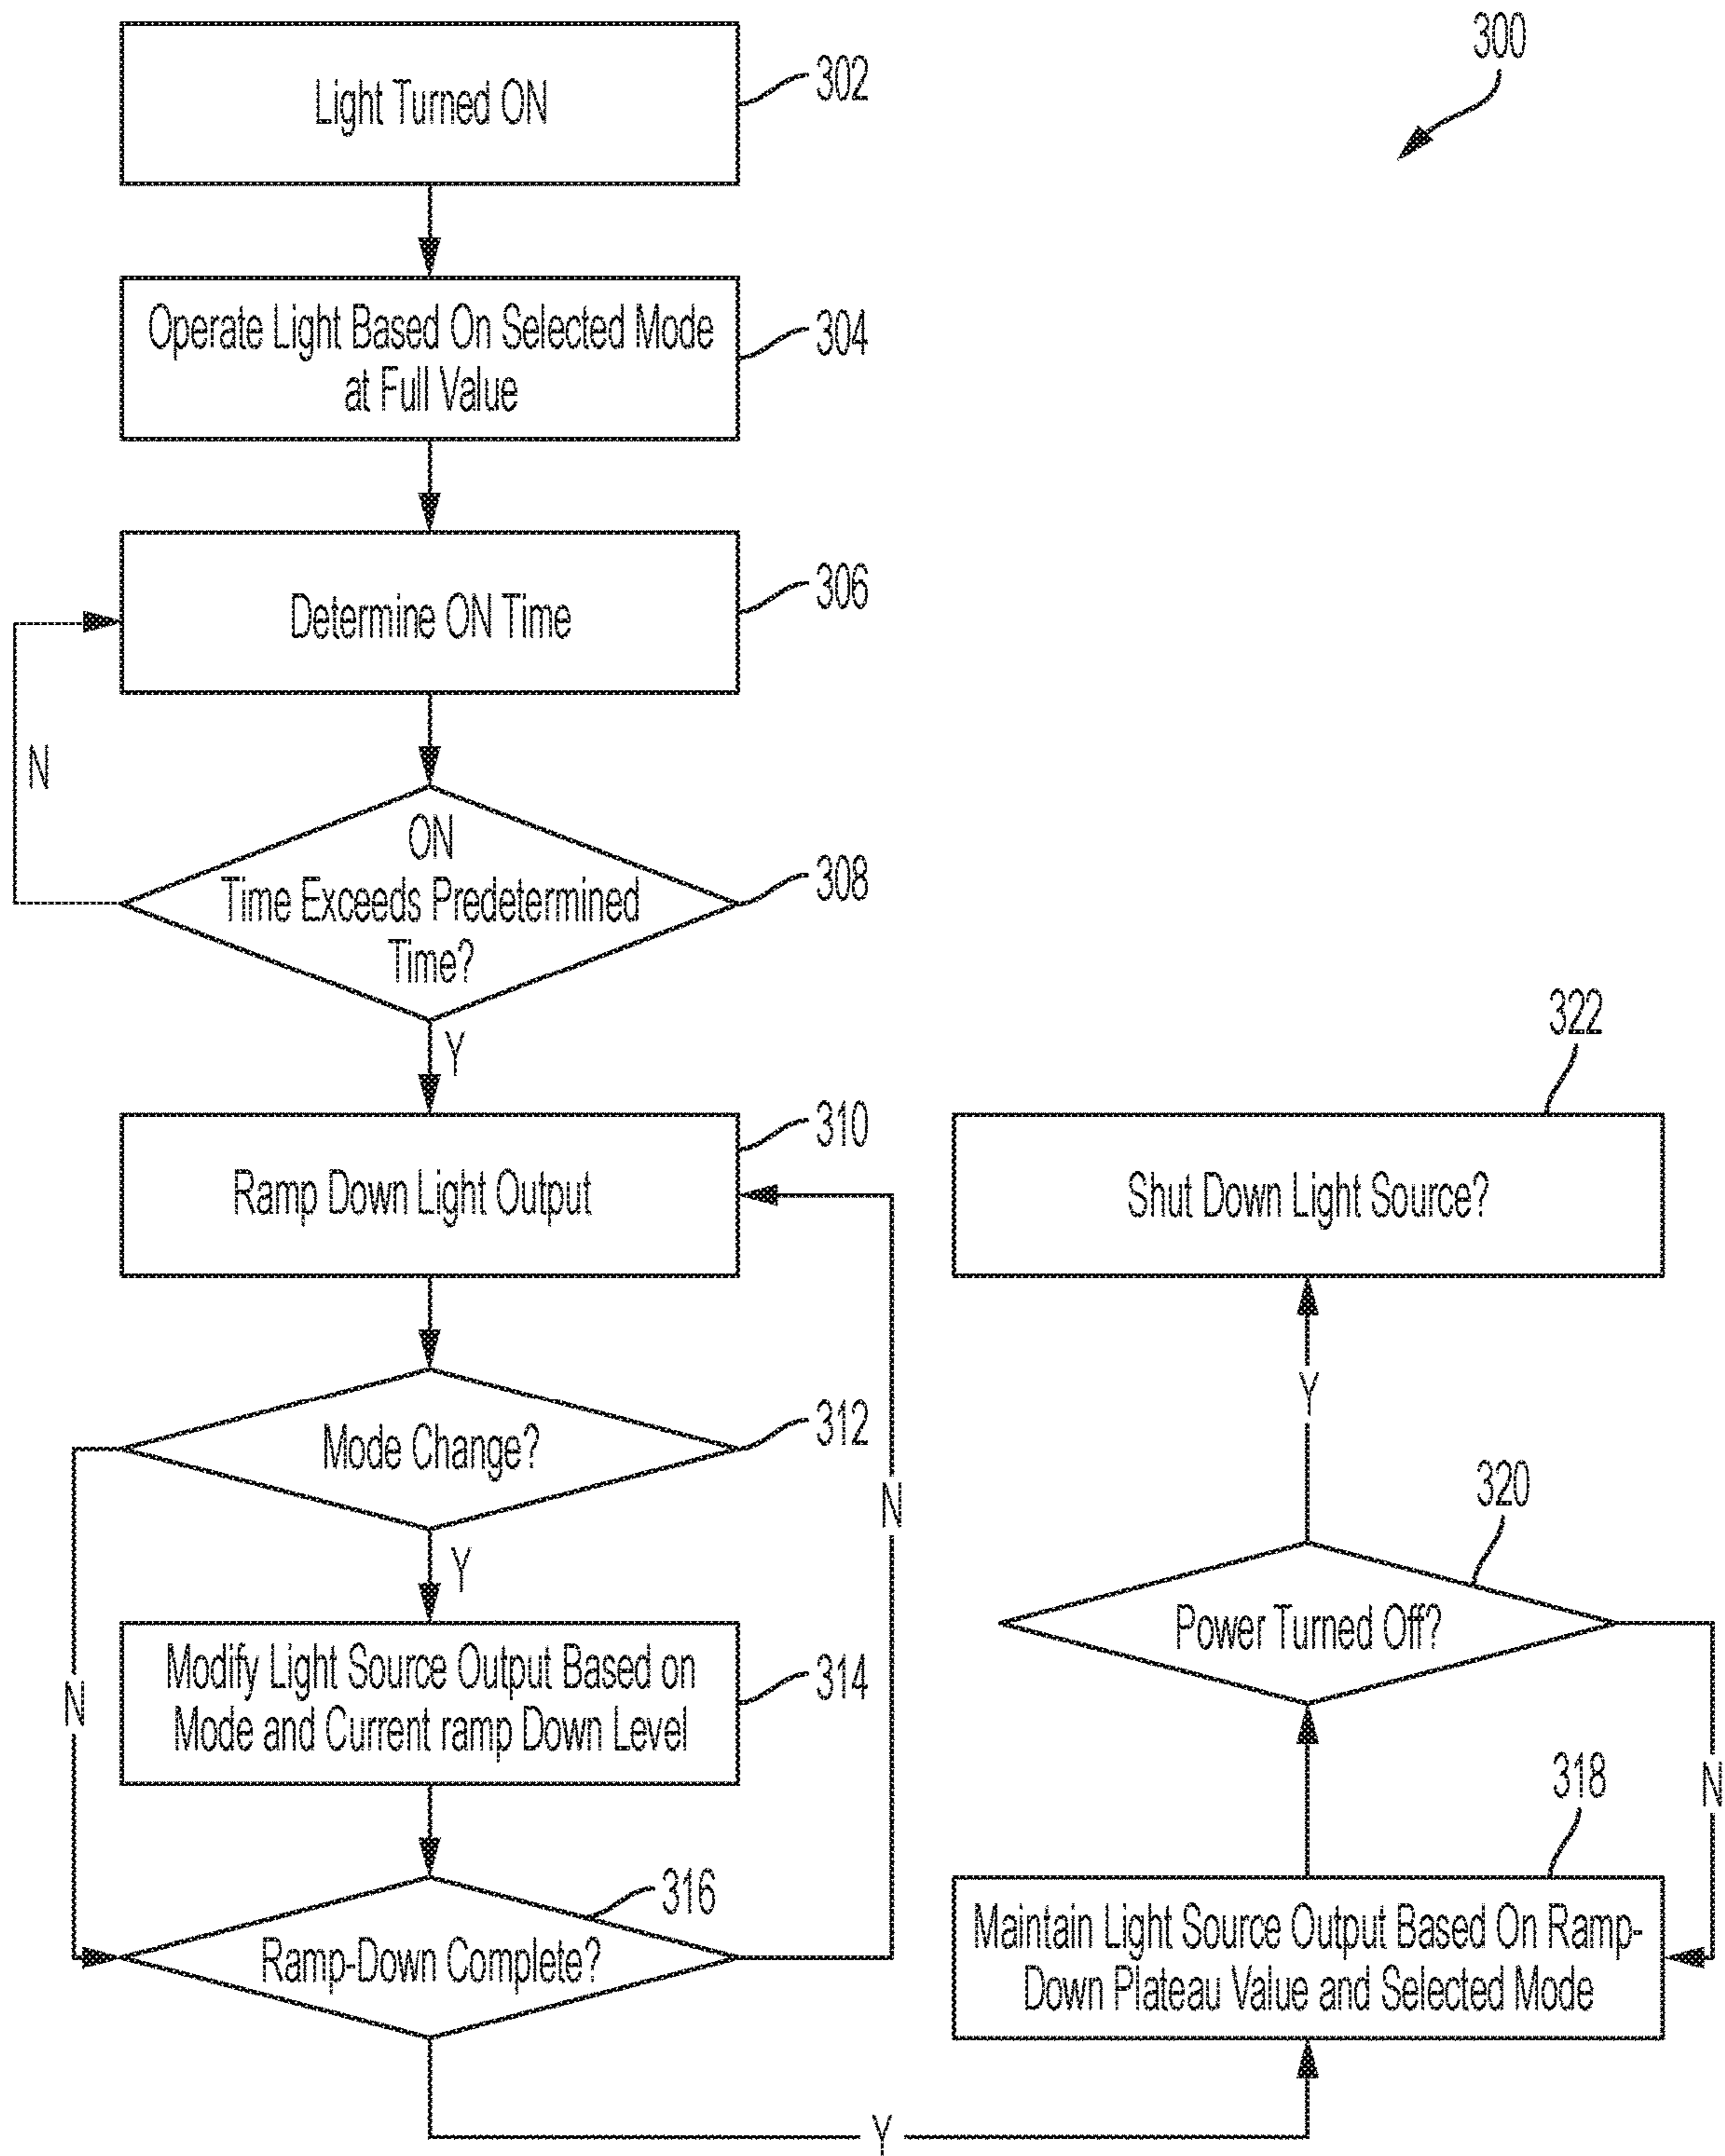 300
Light Turned ON
302
Operate Light Based On Selected Mode
at Full Value
304
Determine ON Time
306
N
ON
Time Exceeds Predetermined
Time?
308
Y
Ramp Down Light Output
310
Mode Change?
312
N
Y
Modify Light Source Output Based on
Mode and Current ramp Down Level
314
Ramp-Down Complete?
316
N
Y
Maintain Light Source Output Based On Ramp-
Down Plateau Value and Selected Mode
318
Power Turned Off?
320
N
Y
Shut Down Light Source?
322